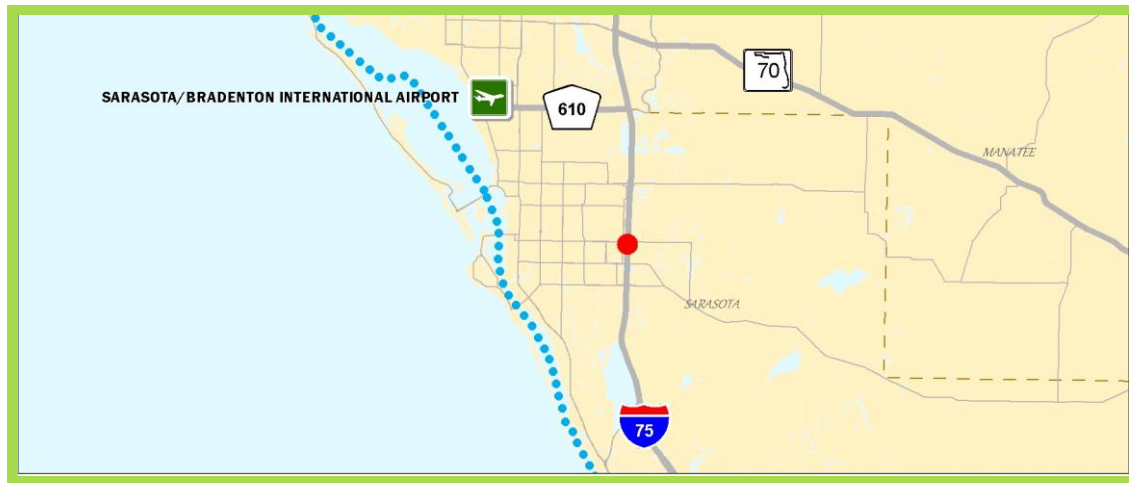 70
SARASOTA/BRADENTON INTERNATIONAL AIRPORT
610
MANATEE
SARASOTA
75